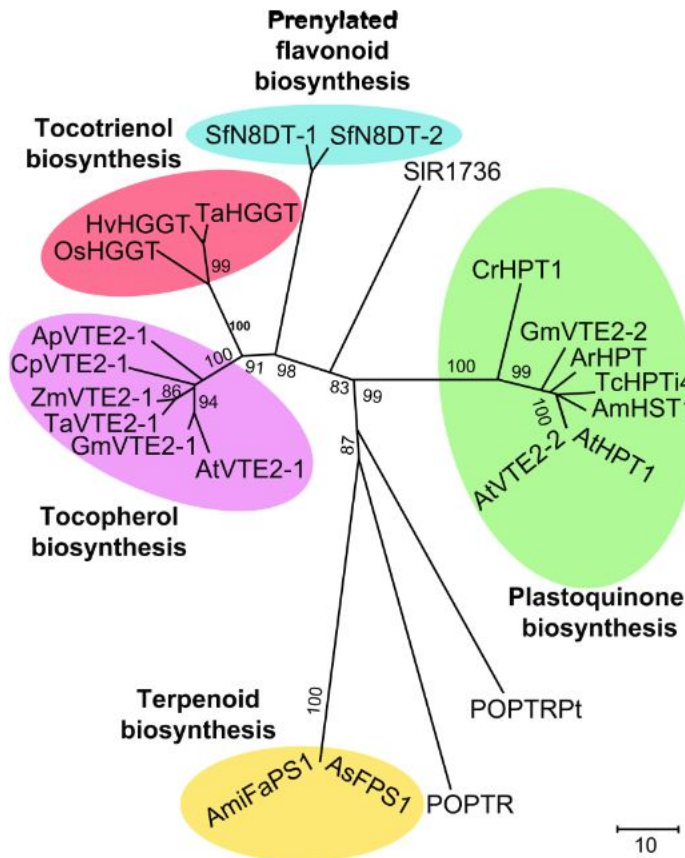 Prenylated
flavonoid
biosynthesis
SfN8DT-1 SfN8DT-2
Tocotrienol
biosynthesis
SlR1736
HvHGGT TaHGGT
OsHGGT
99
CrHPT1
100
ApVTE2-1
CpVTE2-1
ZmVTE2-1
TaVTE2-1
GmVTE2-1
AtVTE2-1
100
86
94
91
98
83
99
87
100
99
100
GmVTE2-2
ArHPT
TcHPTi4
AmHST1
AtHPT1
AtVTE2-2
Tocopherol
biosynthesis
Plastoquinone
biosynthesis
Terpenoid
biosynthesis
100
POPTRPt
AmiFaPS1 AsFPS1 POPTR
10